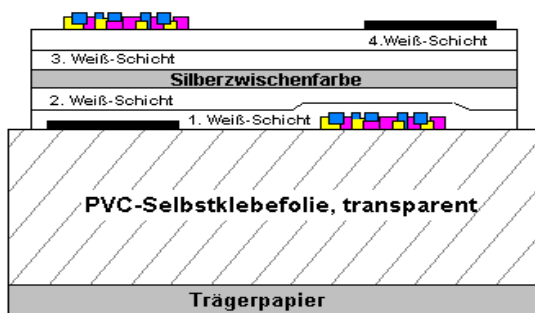 4.Weiß-Schicht
3. Weiß-Schicht
Silberzwischenfarbe
2. Weiß-Schicht
1. Weiß-Schicht
PVC-Selbstklebefolie, transparent
Trägerpapier